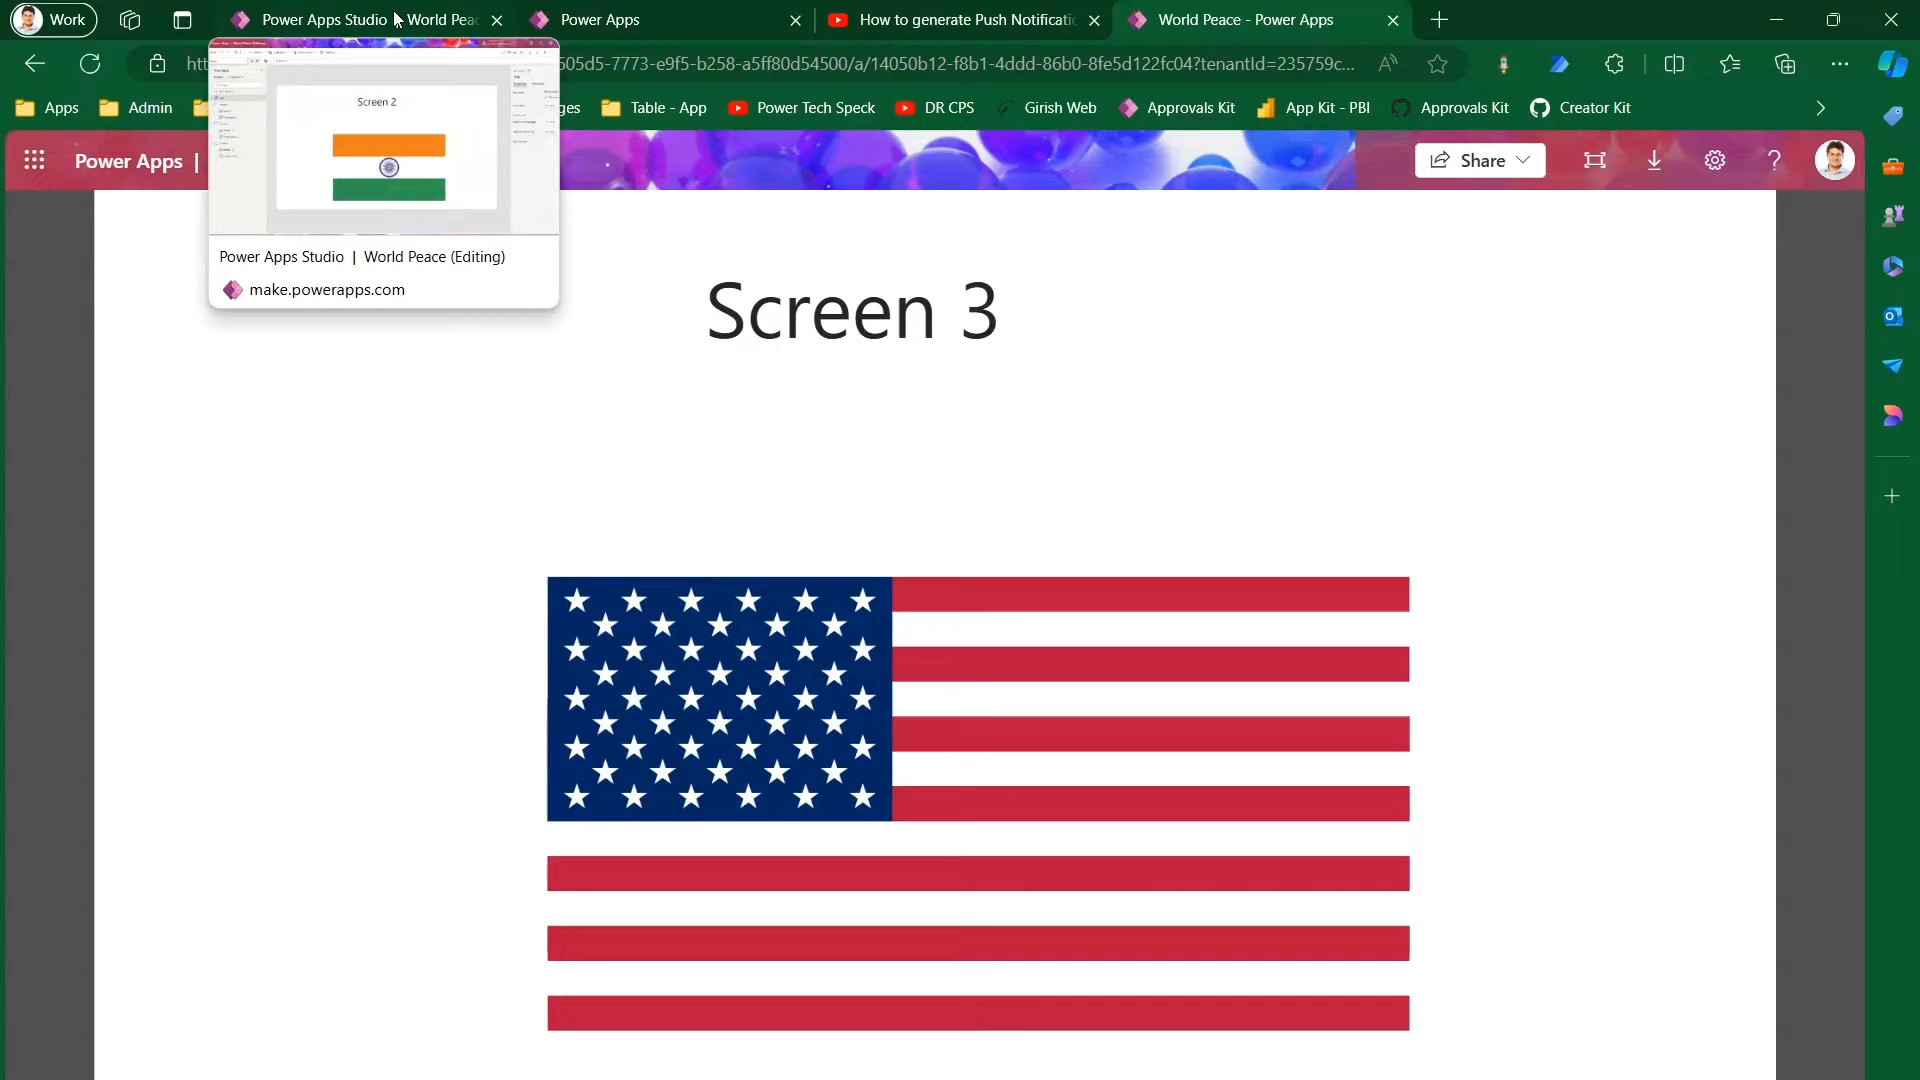 Work
Power Apps Studio | World Peac
Power Apps
How to generate Push Notificatio
World Peace - Power Apps
605d5-7773-e9f5-b258-a5ff80d54500/a/14050b12-f8b1-4ddd-86b0-8fe5d122fc04?tenantId=235759c...
Apps
Admin
ges
Table - App
Power Tech Speck
DR CPS
Girish Web
Approvals Kit
App Kit - PBI
Approvals Kit
Creator Kit
Power Apps |
Share
Screen 2
Power Apps Studio | World Peace (Editing)
make.powerapps.com
Screen 3